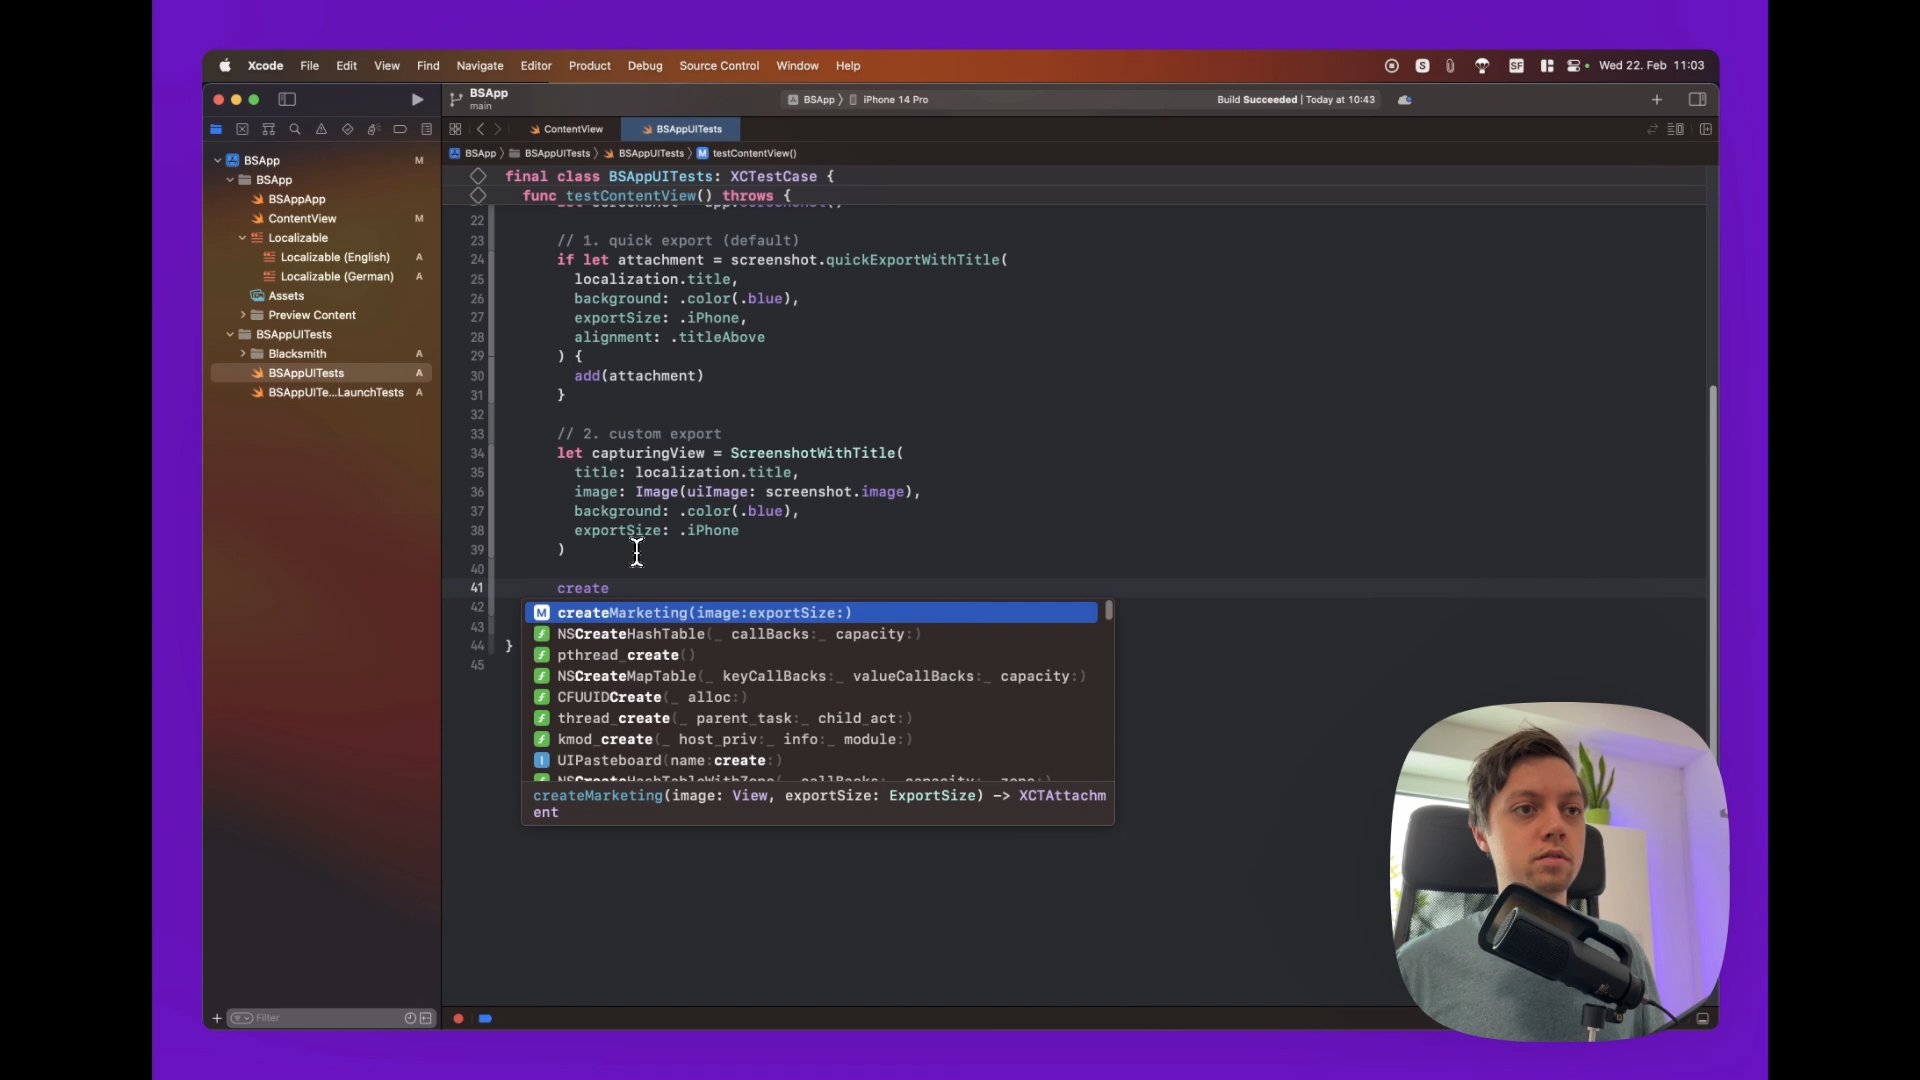 Xcode File Edit View Find Navigate Editor Product Debug Source Control Window Help
S SF Wed 22. Feb 11:03
BSApp
main
BSApp iPhone 14 Pro
Build Succeeded | Today at 10:43
ContentView BSAppUITests
BSApp BSAppUITests BSAppUITests M testContentView()
BSApp M
BSApp
BSAppApp
ContentView M
Localizable
Localizable (English) A
Localizable (German) A
Assets
Preview Content
BSAppUITests
Blacksmith A
BSAppUITests A
BSAppUITe...LaunchTests A
Filter
final class BSAppUITests: XCTestCase {
func testContentView() throws {
22
23 // 1. quick export (default)
24 if let attachment = screenshot.quickExportWithTitle(
25 localization.title,
26 background: .color(.blue),
27 exportSize: .iPhone,
28 alignment: .titleAbove
29 ) {
30 add(attachment)
31 }
32
33 // 2. custom export
34 let capturingView = ScreenshotWithTitle(
35 title: localization.title,
36 image: Image(uiImage: screenshot.image),
37 background: .color(.blue),
38 exportSize: .iPhone
39 )
40
41 create
42
43
44 }
45
M createMarketing(image:exportSize:)
f NSCreateHashTable(_ callBacks:_ capacity:)
f pthread_create()
f NSCreateMapTable(_ keyCallBacks:_ valueCallBacks:_ capacity:)
f CFUUIDCreate(_ alloc:)
f thread_create(_ parent_task:_ child_act:)
f kmod_create(_ host_priv:_ info:_ module:)
I UIPasteboard(name:create:)
f NSCreateHashTableWithZone(_ callBacks:_ capacity:_ zone:)
createMarketing(image: View, exportSize: ExportSize) -> XCTAttachm
ent